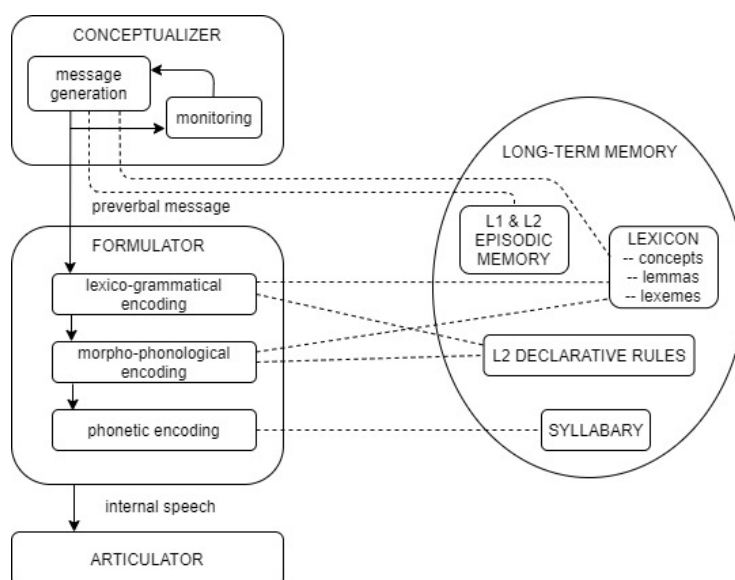 CONCEPTUALIZER
message
generation
monitoring
preverbal message
FORMULATOR
lexico-grammatical
encoding
morpho-phonological
encoding
phonetic encoding
internal speech
ARTICULATOR
LONG-TERM MEMORY
L1 & L2
EPISODIC
MEMORY
LEXICON
-- concepts
-- lemmas
-- lexemes
L2 DECLARATIVE RULES
SYLLABARY